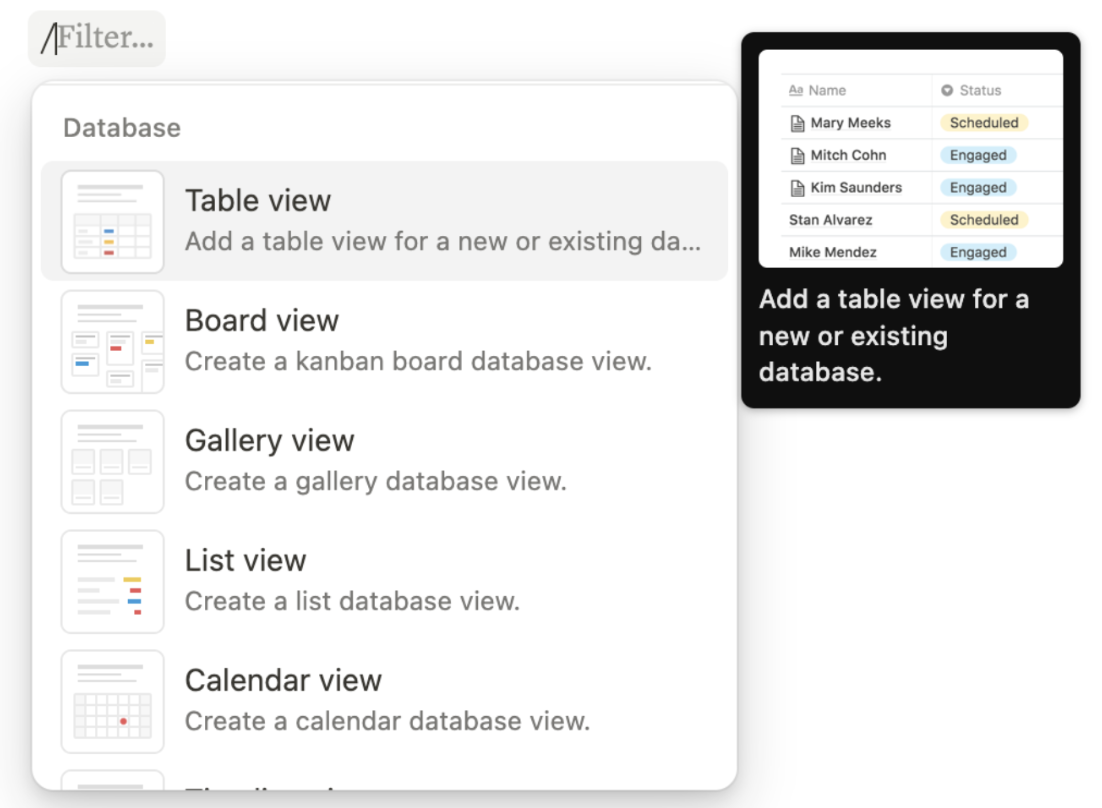 /Filter...
Database
Table view
Add a table view for a new or existing da...
Board view
Create a kanban board database view.
Gallery view
Create a gallery database view.
List view
Create a list database view.
Calendar view
Create a calendar database view.
Aa Name Status
Mary Meeks Scheduled
Mitch Cohn Engaged
Kim Saunders Engaged
Stan Alvarez Scheduled
Mike Mendez Engaged
Add a table view for a
new or existing
database.